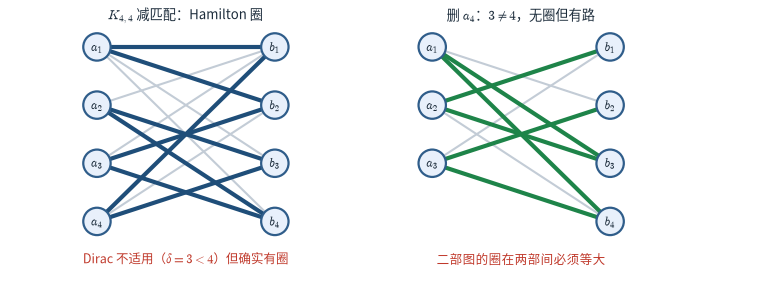 K₄,₄ 减匹配：Hamilton 圈
a₁
b₁
a₂
b₂
a₃
b₃
a₄
b₄
Dirac 不适用（δ = 3 < 4）但确实有圈
删 a₄：3 ≠ 4，无圈但有路
a₁
b₁
a₂
b₂
a₃
b₃
b₄
二部图的圈在两部间必须等大